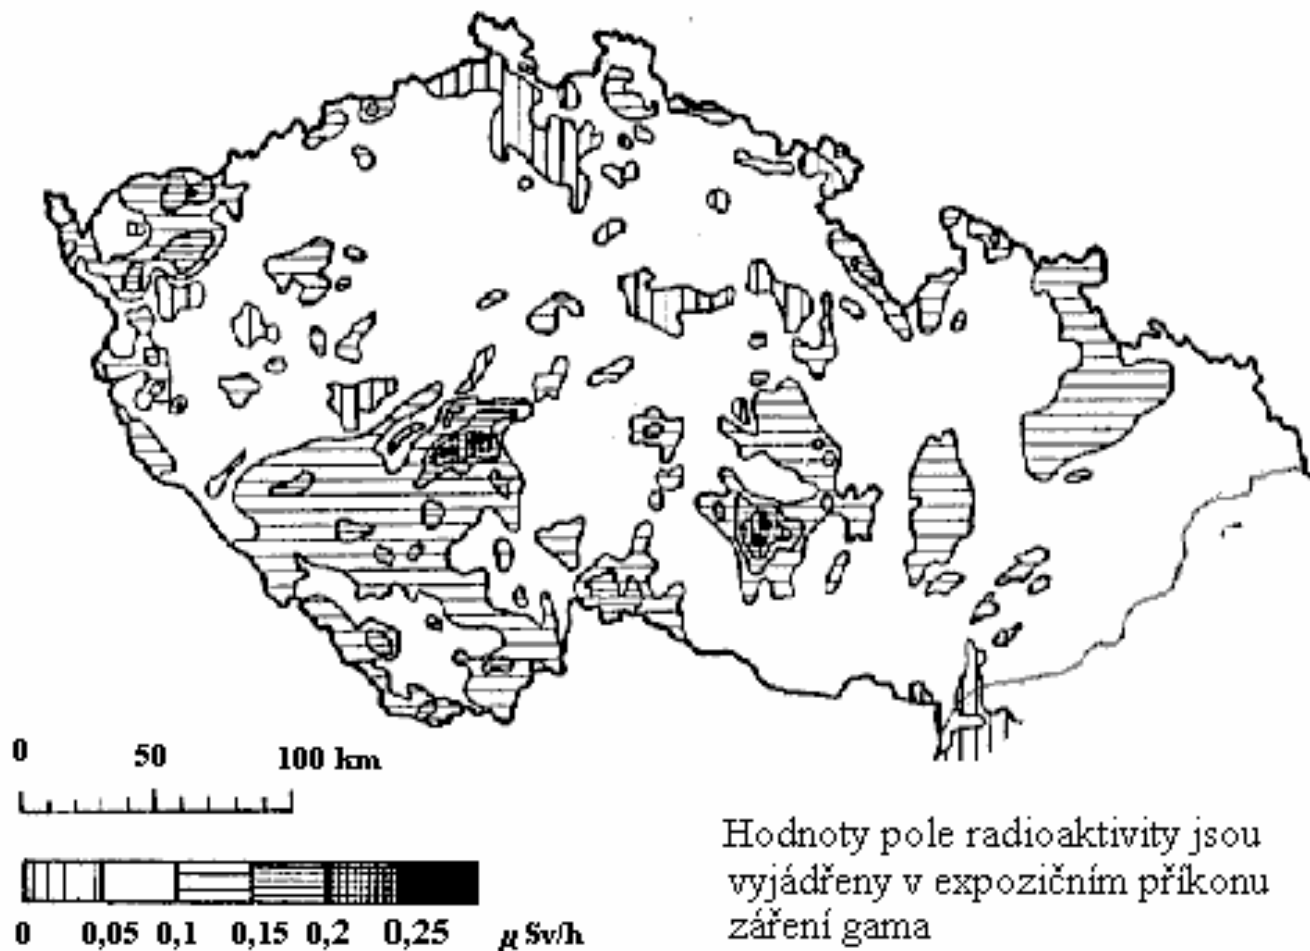 0 50 100 km
0 0,05 0,1 0,15 0,2 0,25 μ Sv/h
Hodnoty pole radioaktivity jsou
vyjádřeny v expozičním příkonu
záření gama